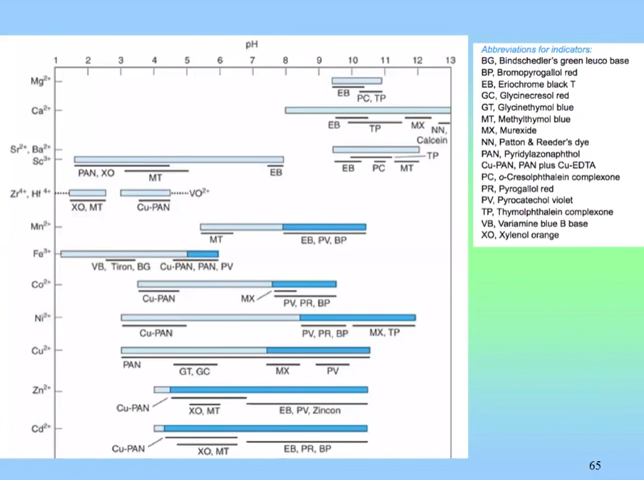 pH
1 2 3 4 5 6 7 8 9 10 11 12 13
Mg²⁺
EB
PC, TP
Ca²⁺
EB
TP
MX
NN,
Calcein
Sr²⁺, Ba²⁺
TP
EB
PC
MT
Sc³⁺
PAN, XO
MT
EB
Zr⁴⁺, Hf⁴⁺
VO²⁺
XO, MT
Cu-PAN
Mn²⁺
MT
EB, PV, BP
Fe³⁺
VB, Tiron, BG
Cu-PAN, PAN, PV
Co²⁺
Cu-PAN
MX
PV, PR, BP
Ni²⁺
Cu-PAN
PV, PR, BP
MX, TP
Cu²⁺
PAN
GT, GC
MX
PV
Zn²⁺
Cu-PAN
XO, MT
EB, PV, Zincon
Cd²⁺
Cu-PAN
XO, MT
EB, PR, BP
Abbreviations for indicators:
BG, Bindschedler's green leuco base
BP, Bromopyrogallol red
EB, Eriochrome black T
GC, Glycinecresol red
GT, Glycinethymol blue
MT, Methylthymol blue
MX, Murexide
NN, Patton & Reeder's dye
PAN, Pyridylazonaphthol
Cu-PAN, PAN plus Cu-EDTA
PC, o-Cresolphthalein complexone
PR, Pyrogallol red
PV, Pyrocatechol violet
TP, Thymolphthalein complexone
VB, Variamine blue B base
XO, Xylenol orange
65